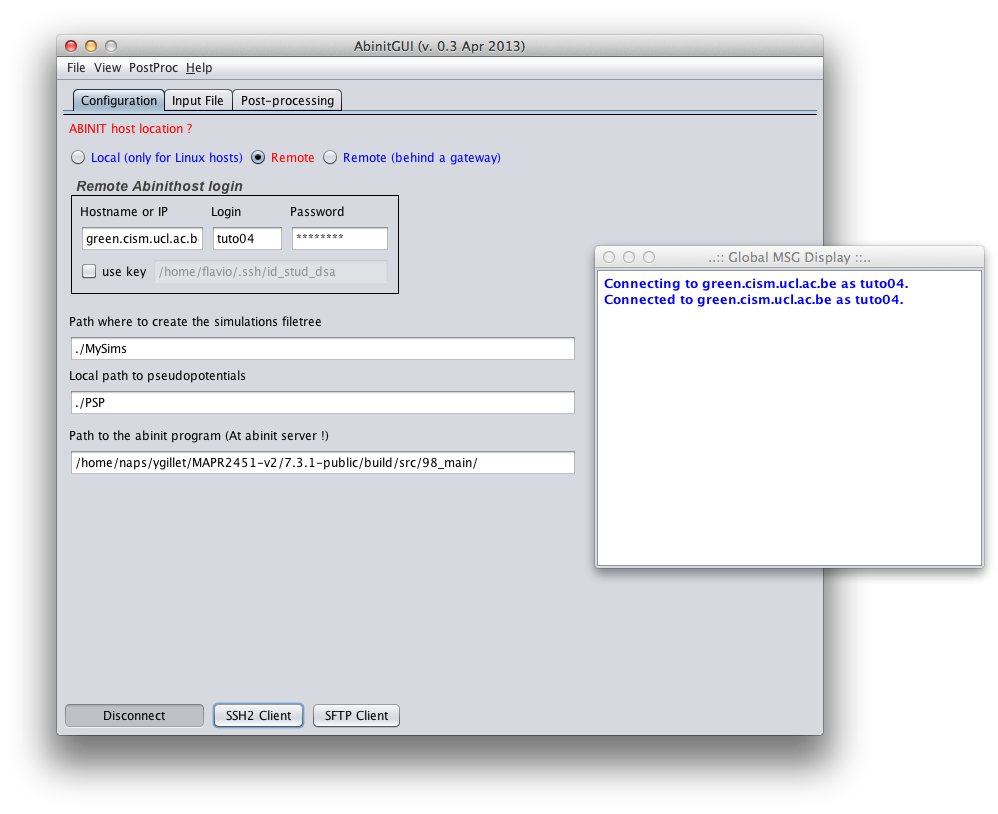 AbinitGUI (v. 0.3 Apr 2013)
File View PostProc Help
Configuration Input File Post-processing
ABINIT host location ?
Local (only for Linux hosts) Remote Remote (behind a gateway)
Remote Abinithost login
Hostname or IP Login Password
green.cism.ucl.ac.b tuto04 ********
use key /home/flavio/.ssh/id_stud_dsa
Path where to create the simulations filetree
./MySims
Local path to pseudopotentials
./PSP
Path to the abinit program (At abinit server !)
/home/naps/ygillet/MAPR2451-v2/7.3.1-public/build/src/98_main/
Disconnect SSH2 Client SFTP Client
..:: Global MSG Display ::..
Connecting to green.cism.ucl.ac.be as tuto04.
Connected to green.cism.ucl.ac.be as tuto04.